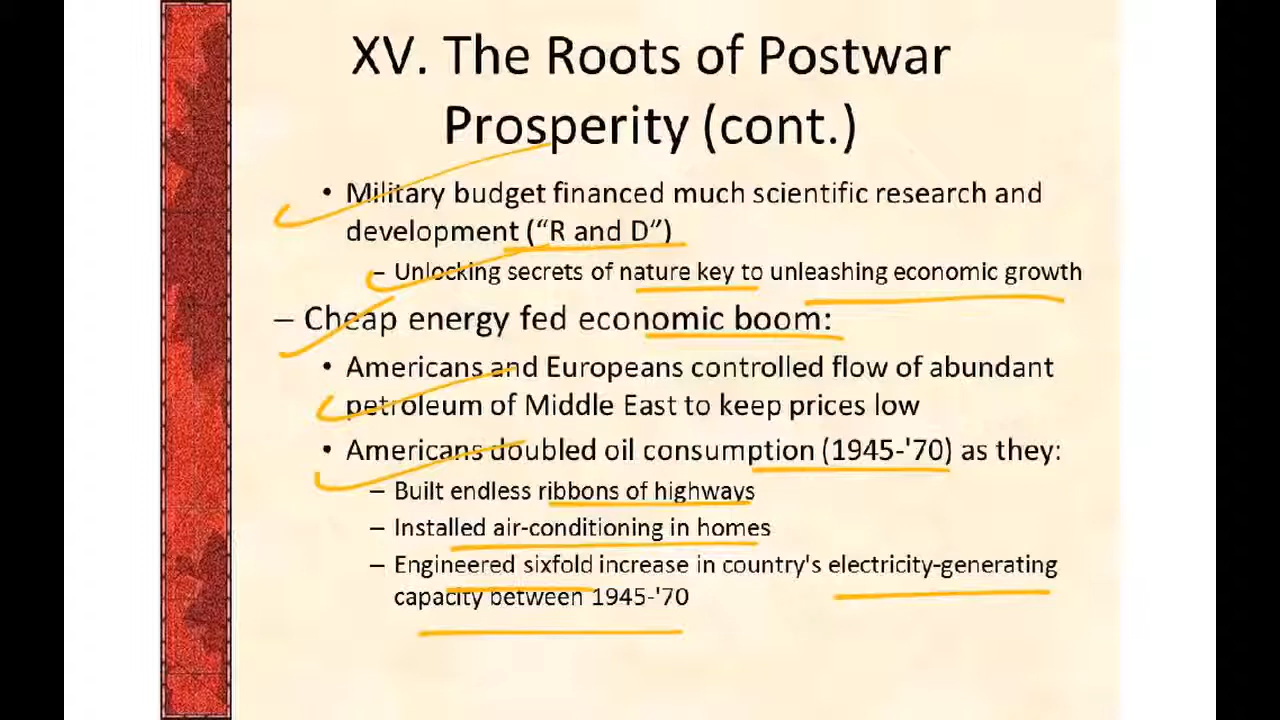 XV. The Roots of Postwar
Prosperity (cont.)
• Military budget financed much scientific research and
development (“R and D”)
– Unlocking secrets of nature key to unleashing economic growth
– Cheap energy fed economic boom:
• Americans and Europeans controlled flow of abundant
petroleum of Middle East to keep prices low
• Americans doubled oil consumption (1945-'70) as they:
– Built endless ribbons of highways
– Installed air-conditioning in homes
– Engineered sixfold increase in country's electricity-generating
capacity between 1945-'70